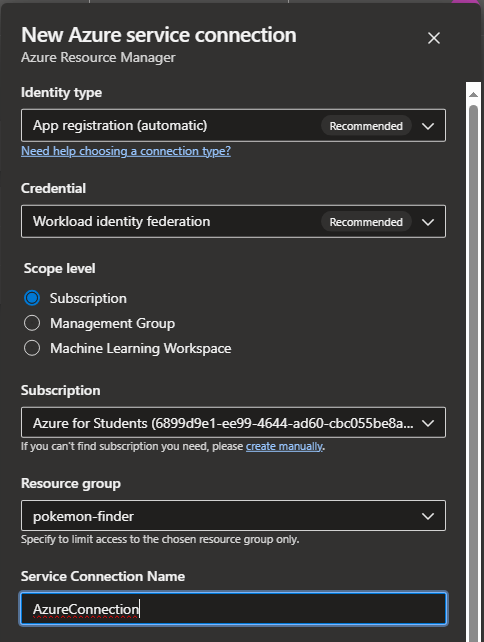 New Azure service connection
Azure Resource Manager
Identity type
App registration (automatic) Recommended
Need help choosing a connection type?
Credential
Workload identity federation Recommended
Scope level
Subscription
Management Group
Machine Learning Workspace
Subscription
Azure for Students (6899d9e1-ee99-4644-ad60-cbc055be8a...
If you can't find subscription you need, please create manually.
Resource group
pokemon-finder
Specify to limit access to the chosen resource group only.
Service Connection Name
AzureConnection